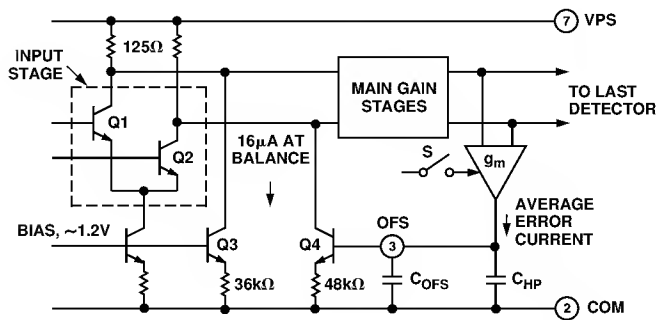 7 VPS
125Ω
INPUT
STAGE
MAIN GAIN
STAGES
TO LAST
DETECTOR
Q1
Q2
16µA AT
BALANCE
S
gm
AVERAGE
ERROR
CURRENT
BIAS, ~1.2V
Q3
Q4
OFS
3
36kΩ
48kΩ
COFS
CHP
2 COM